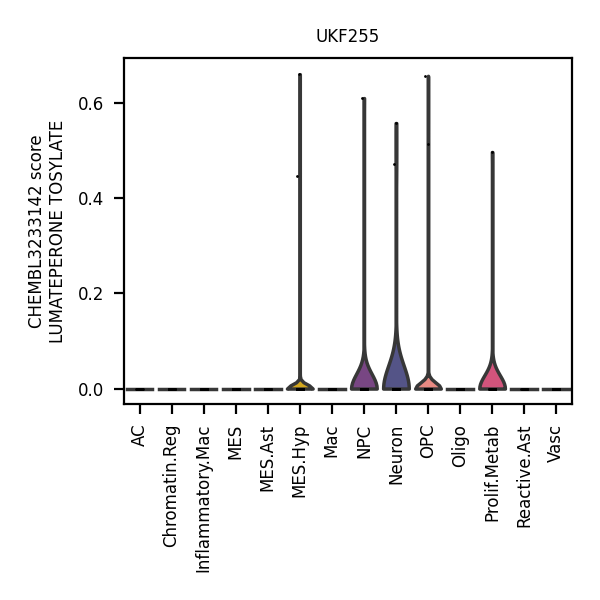 UKF255
CHEMBL3233142 score
LUMATEPERONE TOSYLATE
0.6
0.4
0.2
0.0
AC
Chromatin.Reg
Inflammatory.Mac
MES
MES.Ast
MES.Hyp
Mac
NPC
Neuron
OPC
Oligo
Prolif.Metab
Reactive.Ast
Vasc